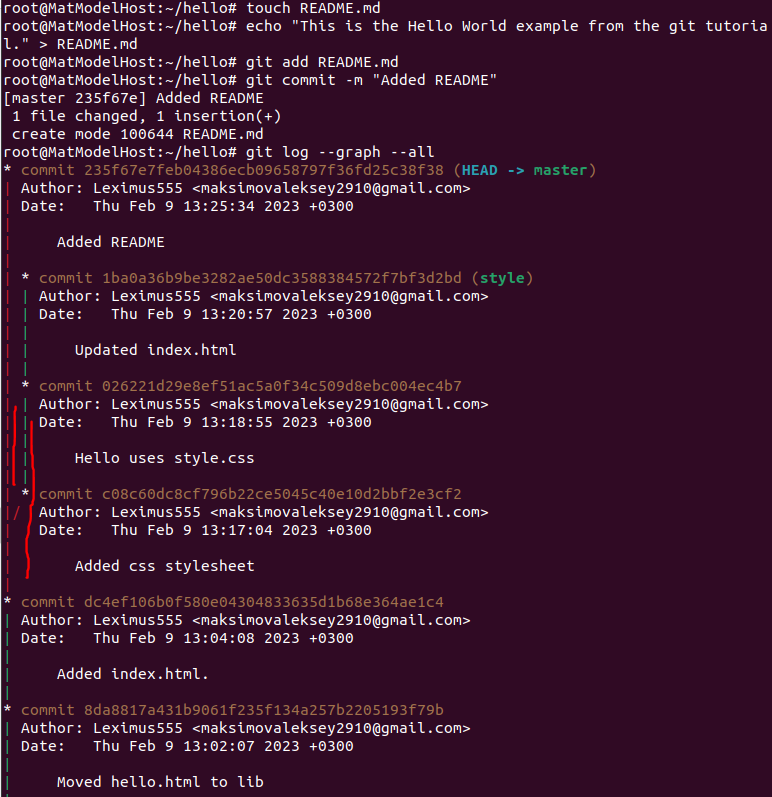 root@MatModelHost:~/hello# touch README.md
root@MatModelHost:~/hello# echo "This is the Hello World example from the git tutoria
l." > README.md
root@MatModelHost:~/hello# git add README.md
root@MatModelHost:~/hello# git commit -m "Added README"
[master 235f67e] Added README
 1 file changed, 1 insertion(+)
 create mode 100644 README.md
root@MatModelHost:~/hello# git log --graph --all
* commit 235f67e7feb04386ecb09658797f36fd25c38f38 (HEAD -> master)
| Author: Leximus555 <maksimovaleksey2910@gmail.com>
| Date:   Thu Feb 9 13:25:34 2023 +0300
|
|     Added README
|
| * commit 1ba0a36b9be3282ae50dc3588384572f7bf3d2bd (style)
| | Author: Leximus555 <maksimovaleksey2910@gmail.com>
| | Date:   Thu Feb 9 13:20:57 2023 +0300
| |
| |     Updated index.html
| |
| * commit 026221d29e8ef51ac5a0f34c509d8ebc004ec4b7
| | Author: Leximus555 <maksimovaleksey2910@gmail.com>
| | Date:   Thu Feb 9 13:18:55 2023 +0300
| |
| |     Hello uses style.css
| |
| * commit c08c60dc8cf796b22ce5045c40e10d2bbf2e3cf2
|/  Author: Leximus555 <maksimovaleksey2910@gmail.com>
|   Date:   Thu Feb 9 13:17:04 2023 +0300
|
|       Added css stylesheet
|
* commit dc4ef106b0f580e04304833635d1b68e364ae1c4
| Author: Leximus555 <maksimovaleksey2910@gmail.com>
| Date:   Thu Feb 9 13:04:08 2023 +0300
|
|     Added index.html.
|
* commit 8da8817a431b9061f235f134a257b2205193f79b
| Author: Leximus555 <maksimovaleksey2910@gmail.com>
| Date:   Thu Feb 9 13:02:07 2023 +0300
|
|     Moved hello.html to lib
|